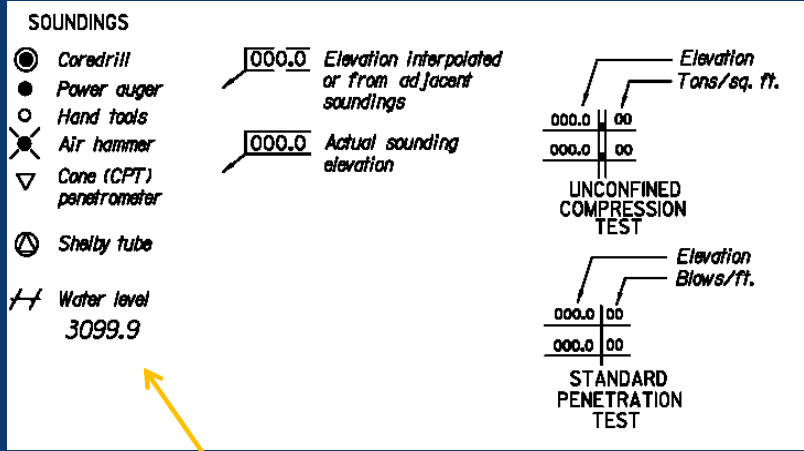 SOUNDINGS
Coredrill
Power auger
Hand tools
Air hammer
Cone (CPT)
penetrometer
Shelby tube
Water level
3099.9
000.0 Elevation interpolated
or from adjacent
soundings
000.0 Actual sounding
elevation
Elevation
Tons/sq. ft.
000.0 00
000.0 00
UNCONFINED
COMPRESSION
TEST
Elevation
Blows/ft.
000.0 00
000.0 00
STANDARD
PENETRATION
TEST